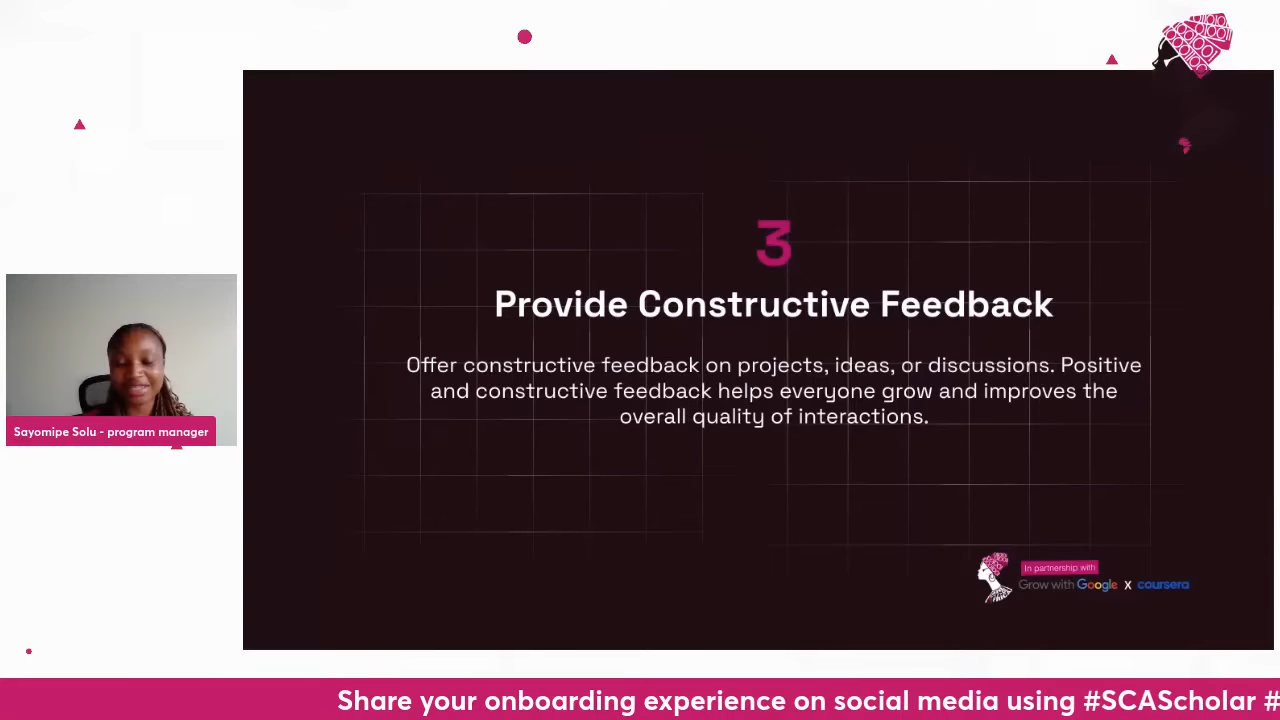 3
Provide Constructive Feedback
Offer constructive feedback on projects, ideas, or discussions. Positive
and constructive feedback helps everyone grow and improves the
overall quality of interactions.
Sayomipe Solu - program manager
In partnership with
Grow with Google X coursera
Share your onboarding experience on social media using #SCAScholar #